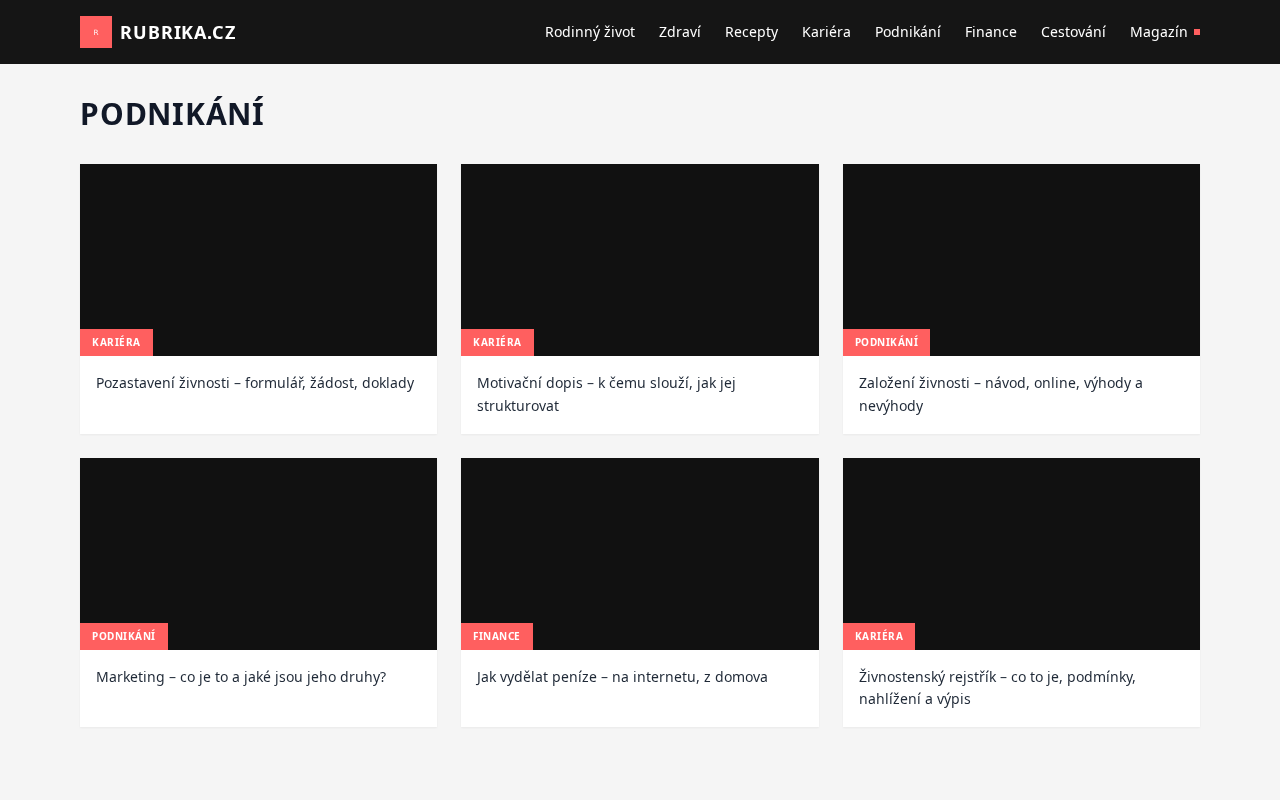 R
RUBRIKA.CZ
Rodinný život
Zdraví
Recepty
Kariéra
Podnikání
Finance
Cestování
Magazín
PODNIKÁNÍ
KARIÉRA
Pozastavení živnosti – formulář, žádost, doklady
KARIÉRA
Motivační dopis – k čemu slouží, jak jej
strukturovat
PODNIKÁNÍ
Založení živnosti – návod, online, výhody a
nevýhody
PODNIKÁNÍ
Marketing – co je to a jaké jsou jeho druhy?
FINANCE
Jak vydělat peníze – na internetu, z domova
KARIÉRA
Živnostenský rejstřík – co to je, podmínky,
nahlížení a výpis